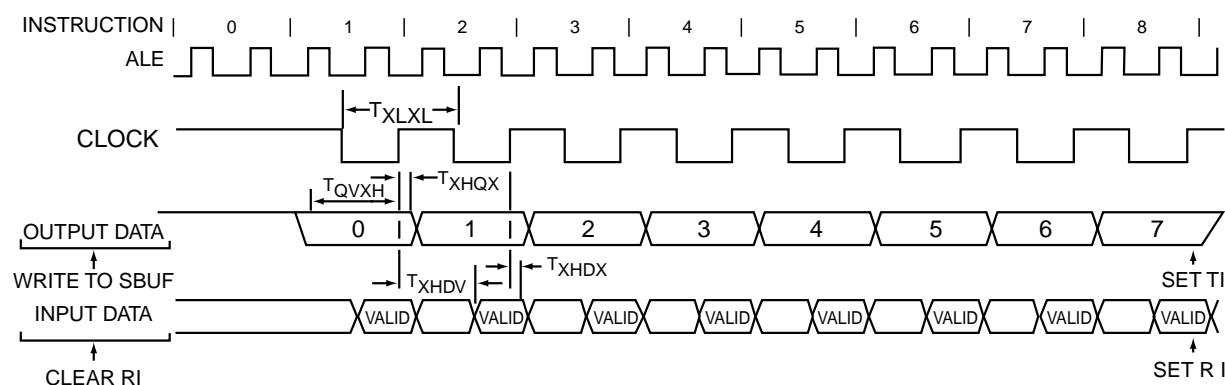 INSTRUCTION | 0 | 1 | 2 | 3 | 4 | 5 | 6 | 7 | 8 |
ALE
TXLXL
CLOCK
TQVXH TXHQX
OUTPUT DATA 0 1 2 3 4 5 6 7
WRITE TO SBUF TXHDV TXHDX SET TI
INPUT DATA VALID VALID VALID VALID VALID VALID VALID VALID
CLEAR RI SET R I